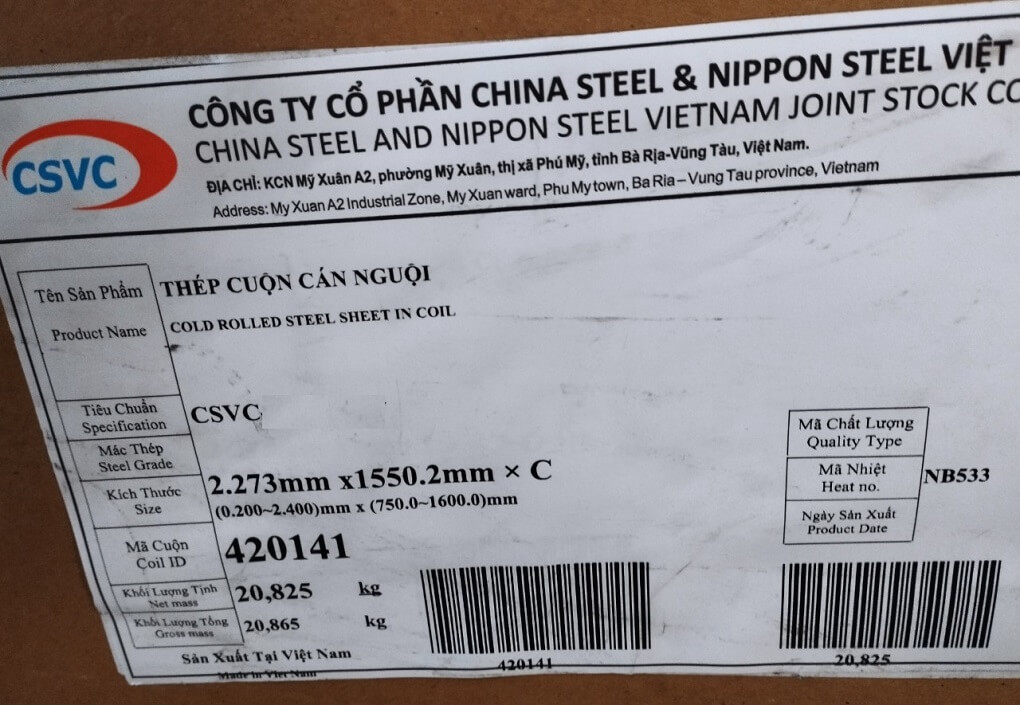 CÔNG TY CỔ PHẦN CHINA STEEL & NIPPON STEEL VIỆT
CHINA STEEL AND NIPPON STEEL VIETNAM JOINT STOCK CO
CSVC
ĐỊA CHỈ: KCN Mỹ Xuân A2, phường Mỹ Xuân, thị xã Phú Mỹ, tỉnh Bà Rịa-Vũng Tàu, Việt Nam.
Address: My Xuan A2 Industrial Zone, My Xuan ward, Phu My town, Ba Ria – Vung Tau province, Vietnam
Tên Sản Phẩm THÉP CUỘN CÁN NGUỘI
Product Name COLD ROLLED STEEL SHEET IN COIL
Tiêu Chuẩn
Specification
CSVC
Mác Thép
Steel Grade
Kích Thước
Size
2.273mm x1550.2mm × C
(0.200~2.400)mm x (750.0~1600.0)mm
Mã Cuộn
Coil ID
420141
Khối Lượng Tịnh
Net mass
20,825 kg
Khối Lượng Tổng
Gross mass
20,865 kg
Sản Xuất Tại Việt Nam
Made in Viet Nam
Mã Chất Lượng
Quality Type
Mã Nhiệt
Heat no.
NB533
Ngày Sản Xuất
Product Date
420141
20,825